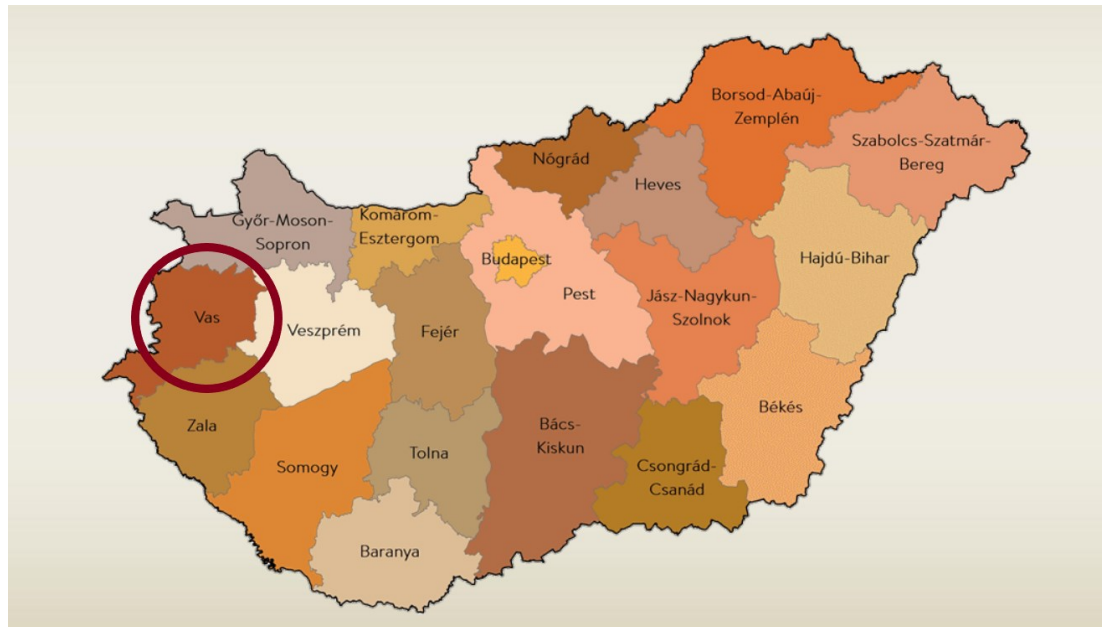 Borsod-Abaúj-
Zemplén
Szabolcs-Szatmár-
Bereg
Nógrád
Heves
Győr-Moson-
Sopron
Komárom-
Esztergom
Budapest
Pest
Hajdú-Bihar
Jász-Nagykun-
Szolnok
Vas
Veszprém
Fejér
Zala
Somogy
Tolna
Bács-
Kiskun
Békés
Csongrád-
Csanád
Baranya